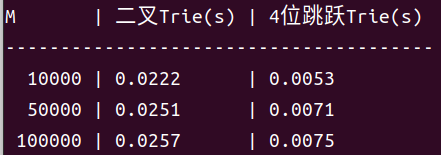 M | 二叉Trie(s) | 4位跳跃Trie(s)
----------------------------------------
10000 | 0.0222 | 0.0053
50000 | 0.0251 | 0.0071
100000 | 0.0257 | 0.0075